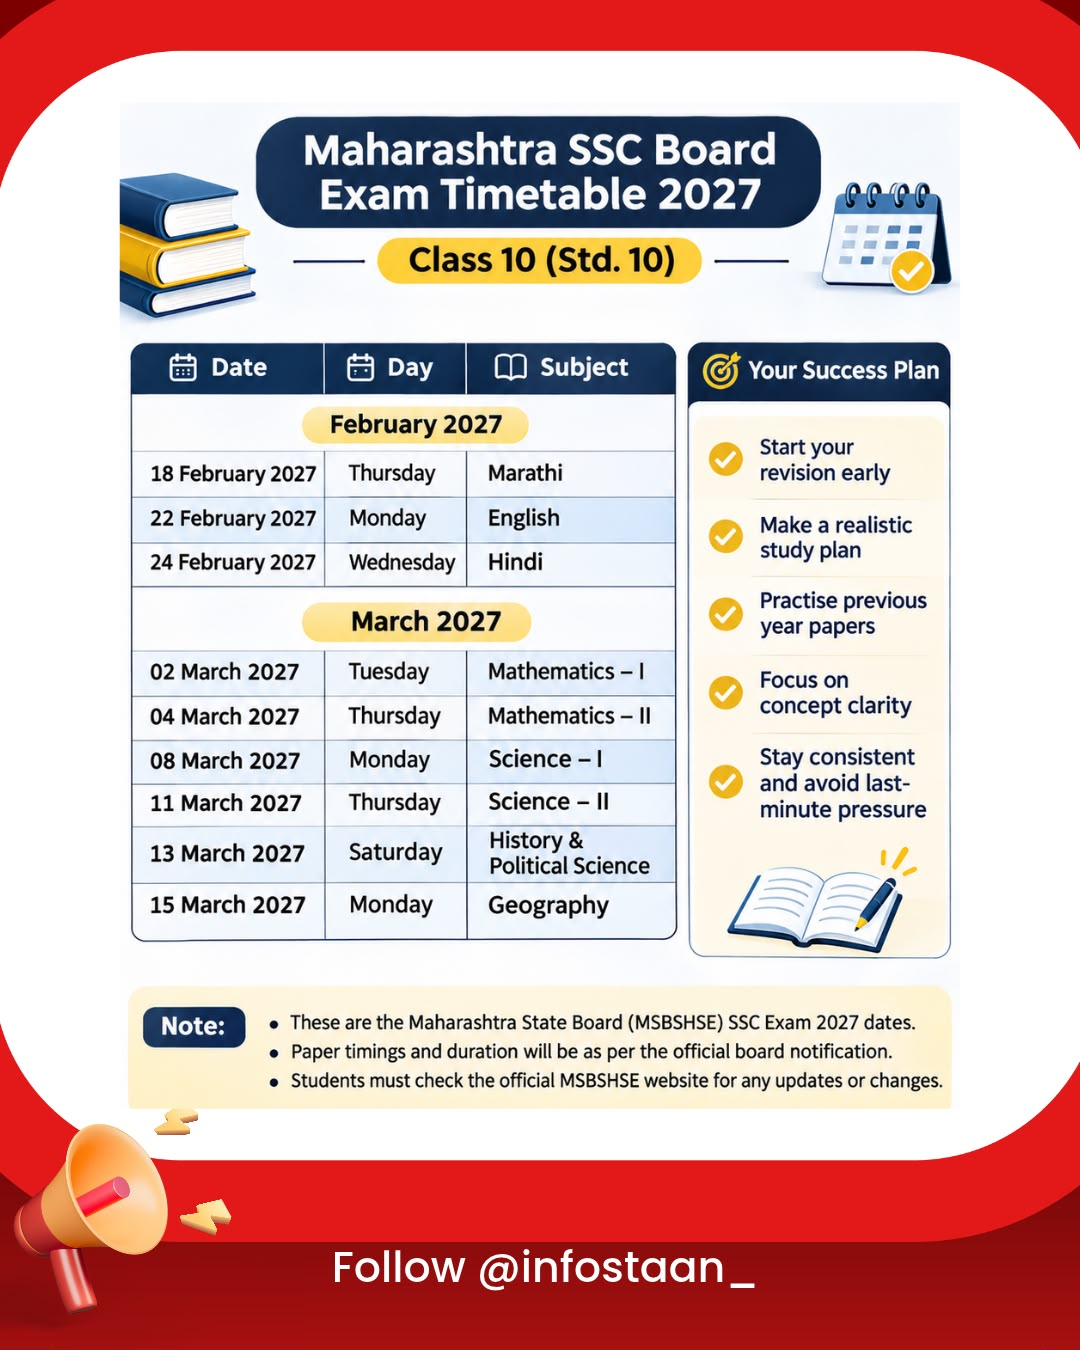 Maharashtra SSC Board
Exam Timetable 2027
Class 10 (Std. 10)
Date Day Subject
February 2027
18 February 2027 Thursday Marathi
22 February 2027 Monday English
24 February 2027 Wednesday Hindi
March 2027
02 March 2027 Tuesday Mathematics – I
04 March 2027 Thursday Mathematics – II
08 March 2027 Monday Science – I
11 March 2027 Thursday Science – II
13 March 2027 Saturday History &
Political Science
15 March 2027 Monday Geography
Your Success Plan
Start your
revision early
Make a realistic
study plan
Practise previous
year papers
Focus on
concept clarity
Stay consistent
and avoid last-
minute pressure
Note:
• These are the Maharashtra State Board (MSBSHSE) SSC Exam 2027 dates.
• Paper timings and duration will be as per the official board notification.
• Students must check the official MSBSHSE website for any updates or changes.
Follow @infostaan_